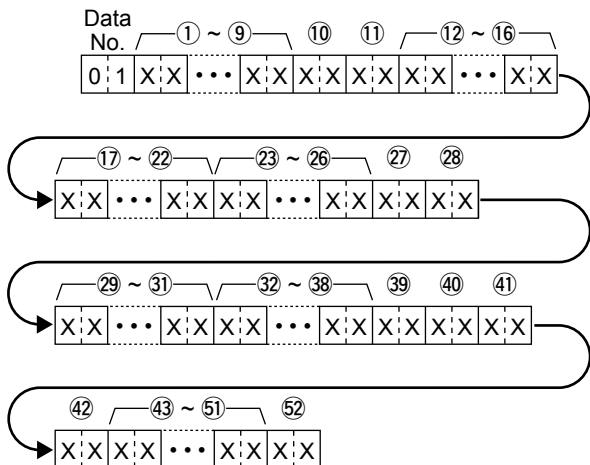 Data
No. ① ~ ⑨ ⑩ ⑪ ⑫ ~ ⑯
0 1 X X ••• X X X X X X X X ••• X X
⑰ ~ ㉒ ㉓ ~ ㉖ ㉗ ㉘
X X ••• X X X X ••• X X X X X X
㉙ ~ ㉛ ㉜ ~ ㊳ ㊴ ㊵ ㊶
X X ••• X X X X ••• X X X X X X X X
㊷ ㊸ ~ 51 52
X X X X ••• X X X X